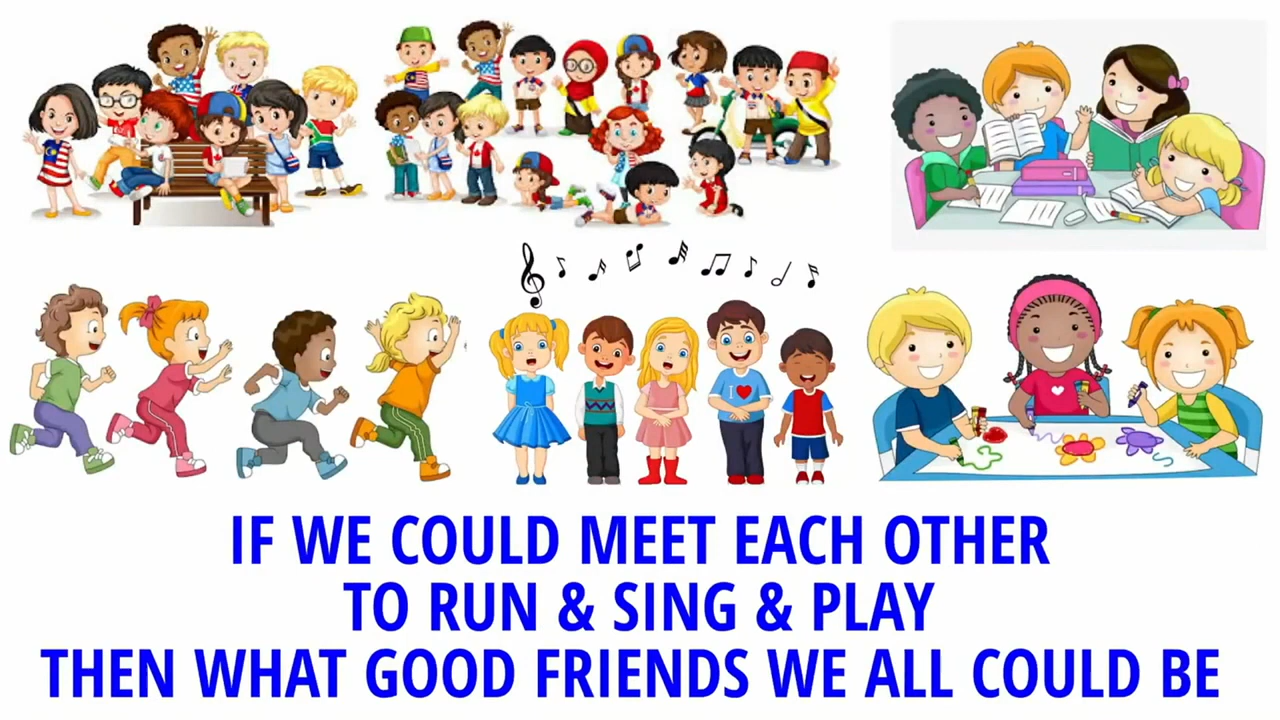 I ❤
IF WE COULD MEET EACH OTHER
TO RUN & SING & PLAY
THEN WHAT GOOD FRIENDS WE ALL COULD BE